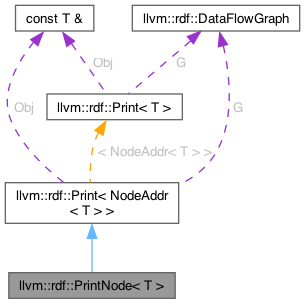 const T &
llvm::rdf::DataFlowGraph
Obj
G
llvm::rdf::Print< T >
Obj
G
< NodeAddr< T > >
llvm::rdf::Print< NodeAddr
< T > >
llvm::rdf::PrintNode< T >